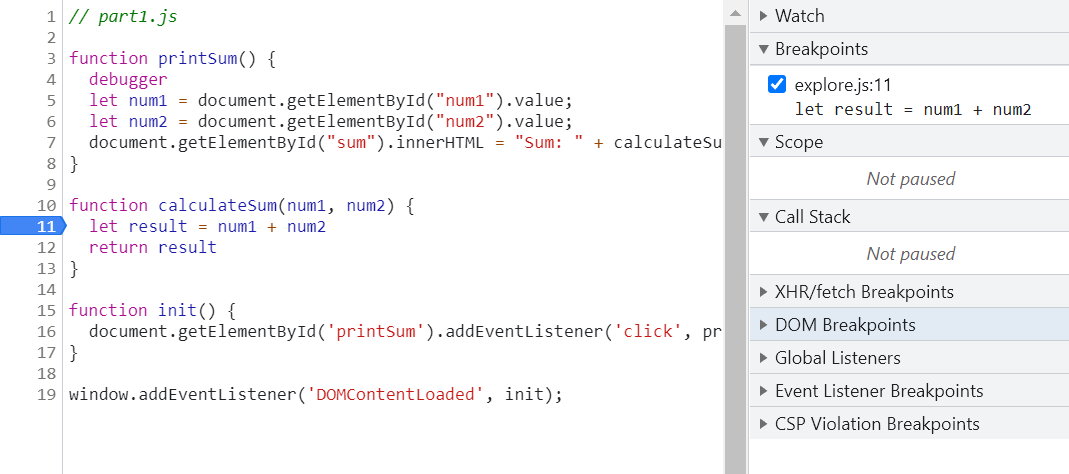 1 // part1.js
2
3 function printSum() {
4   debugger
5   let num1 = document.getElementById("num1").value;
6   let num2 = document.getElementById("num2").value;
7   document.getElementById("sum").innerHTML = "Sum: " + calculateSu
8 }
9
10 function calculateSum(num1, num2) {
11   let result = num1 + num2
12   return result
13 }
14
15 function init() {
16   document.getElementById('printSum').addEventListener('click', pr
17 }
18
19 window.addEventListener('DOMContentLoaded', init);
Watch
Breakpoints
explore.js:11
let result = num1 + num2
Scope
Not paused
Call Stack
Not paused
XHR/fetch Breakpoints
DOM Breakpoints
Global Listeners
Event Listener Breakpoints
CSP Violation Breakpoints